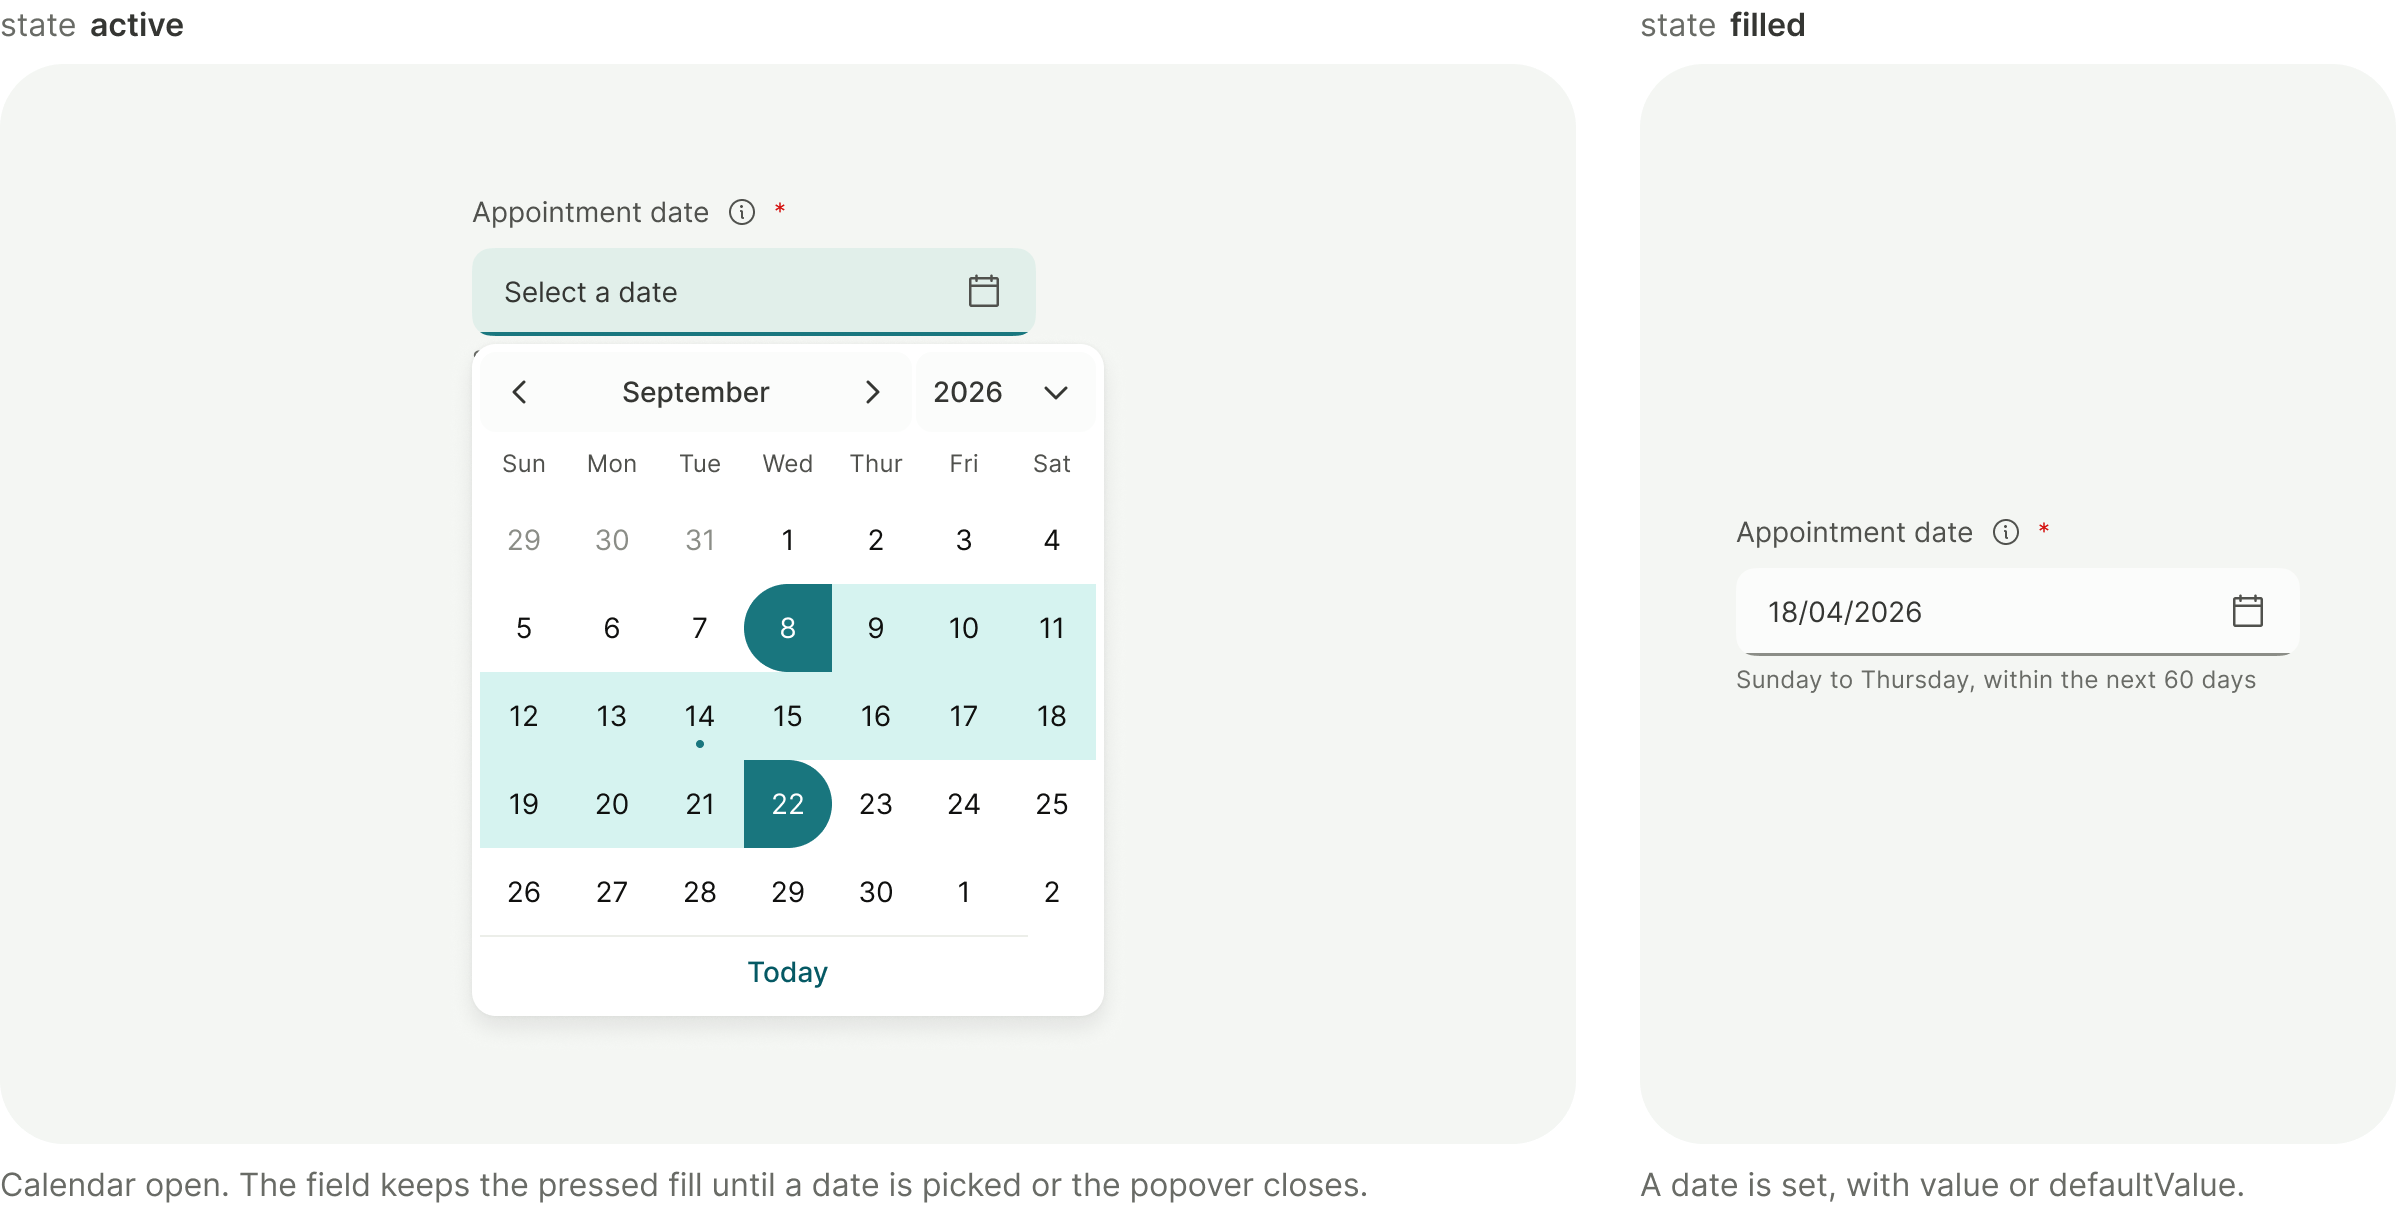 state active
Appointment date *
Select a date
September 2026
Sun Mon Tue Wed Thur Fri Sat
29 30 31 1 2 3 4
5 6 7 8 9 10 11
12 13 14 15 16 17 18
19 20 21 22 23 24 25
26 27 28 29 30 1 2
Today
Calendar open. The field keeps the pressed fill until a date is picked or the popover closes.
state filled
Appointment date *
18/04/2026
Sunday to Thursday, within the next 60 days
A date is set, with value or defaultValue.